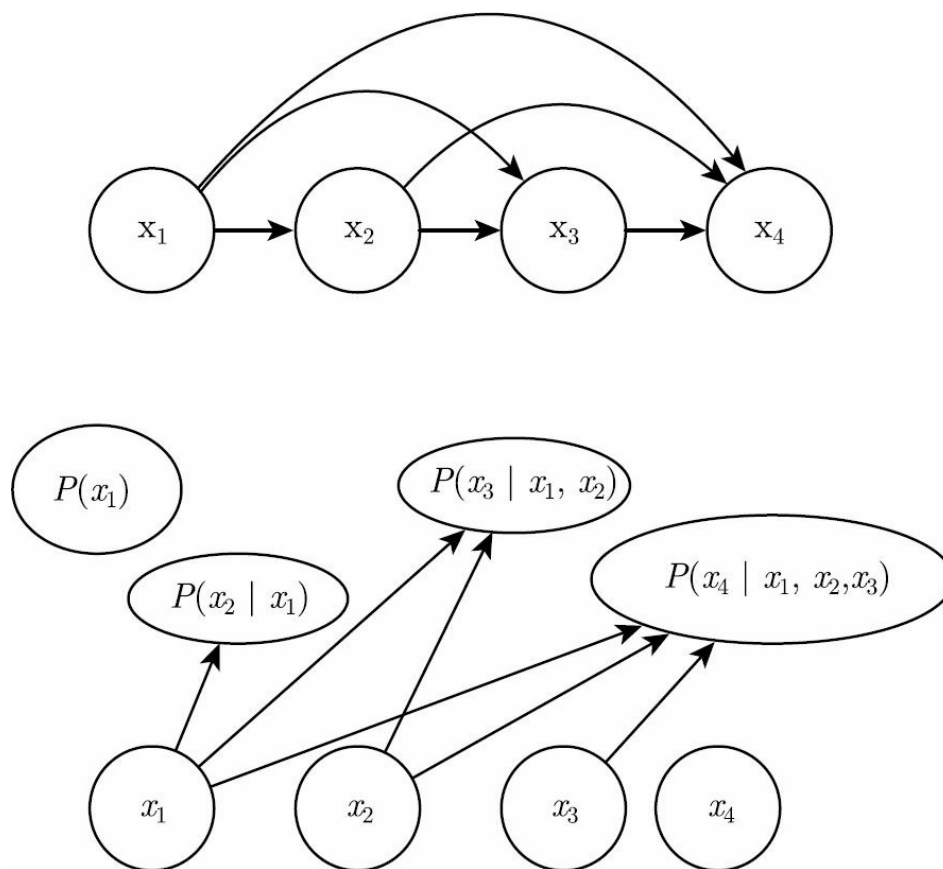 x₁ x₂ x₃ x₄
P(x₁)
P(x₃ | x₁, x₂)
P(x₂ | x₁)
P(x₄ | x₁, x₂,x₃)
x₁ x₂ x₃ x₄